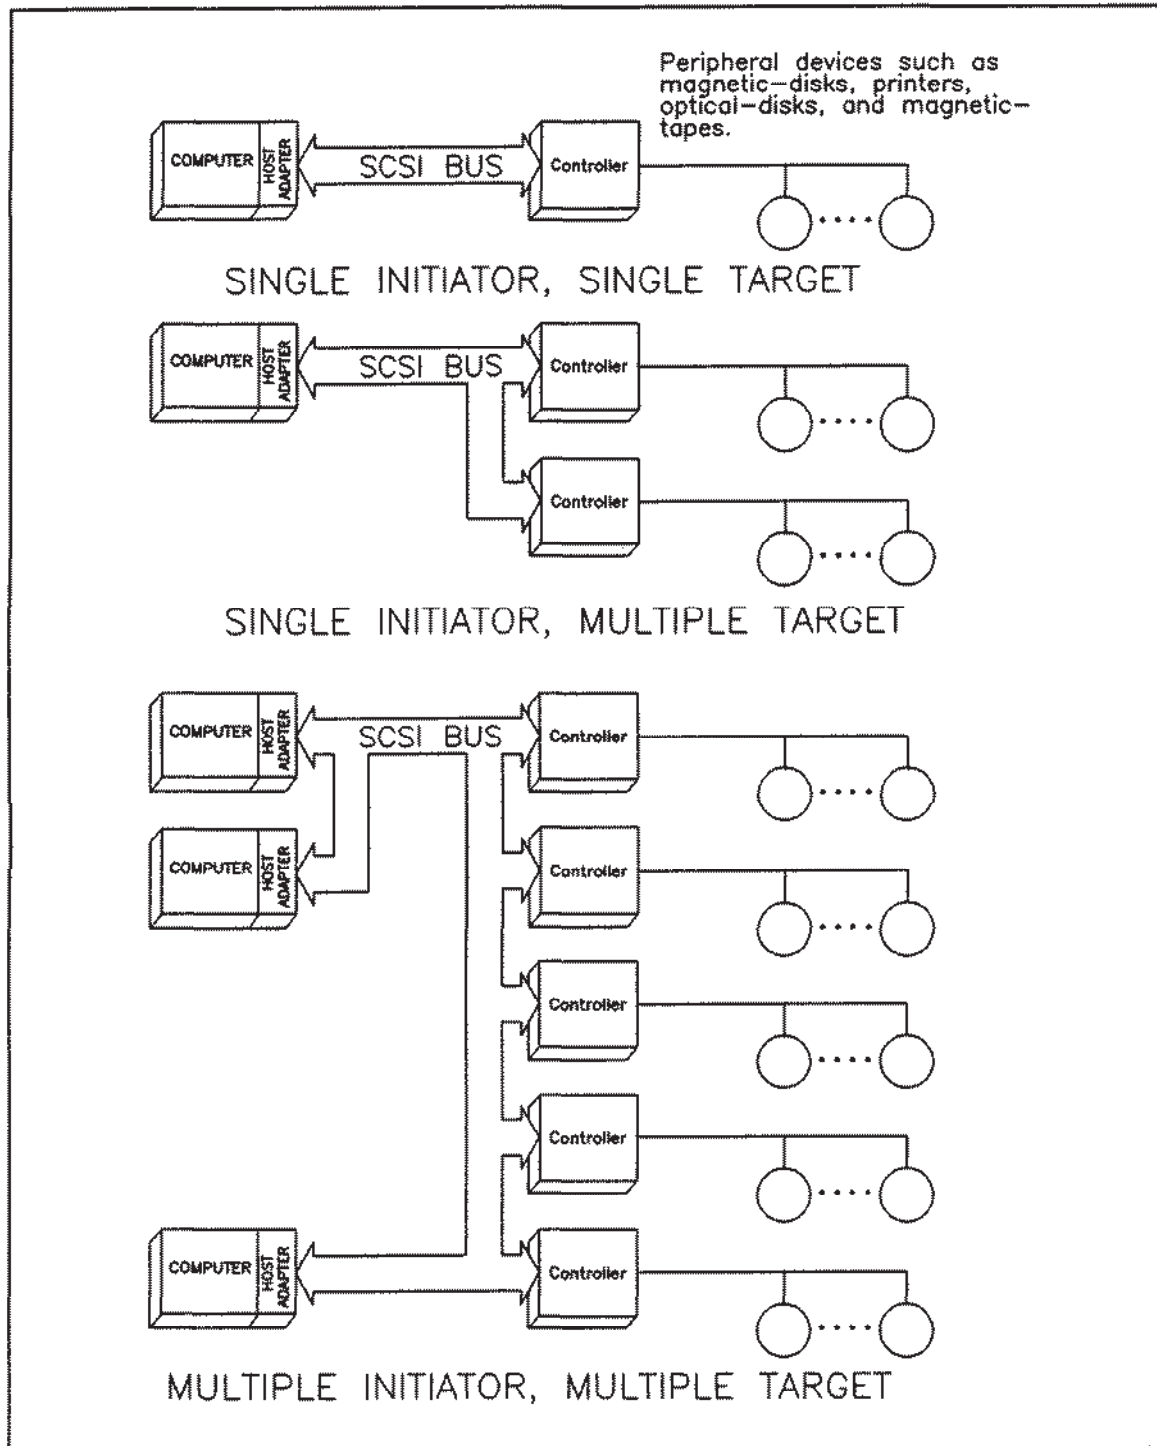 Peripheral devices such as
magnetic-disks, printers,
optical-disks, and magnetic-
tapes.
COMPUTER
HOST
ADAPTER
SCSI BUS
Controller
SINGLE INITIATOR, SINGLE TARGET
COMPUTER
HOST
ADAPTER
SCSI BUS
Controller
Controller
SINGLE INITIATOR, MULTIPLE TARGET
COMPUTER
HOST
ADAPTER
SCSI BUS
Controller
COMPUTER
HOST
ADAPTER
Controller
Controller
Controller
COMPUTER
HOST
ADAPTER
Controller
MULTIPLE INITIATOR, MULTIPLE TARGET